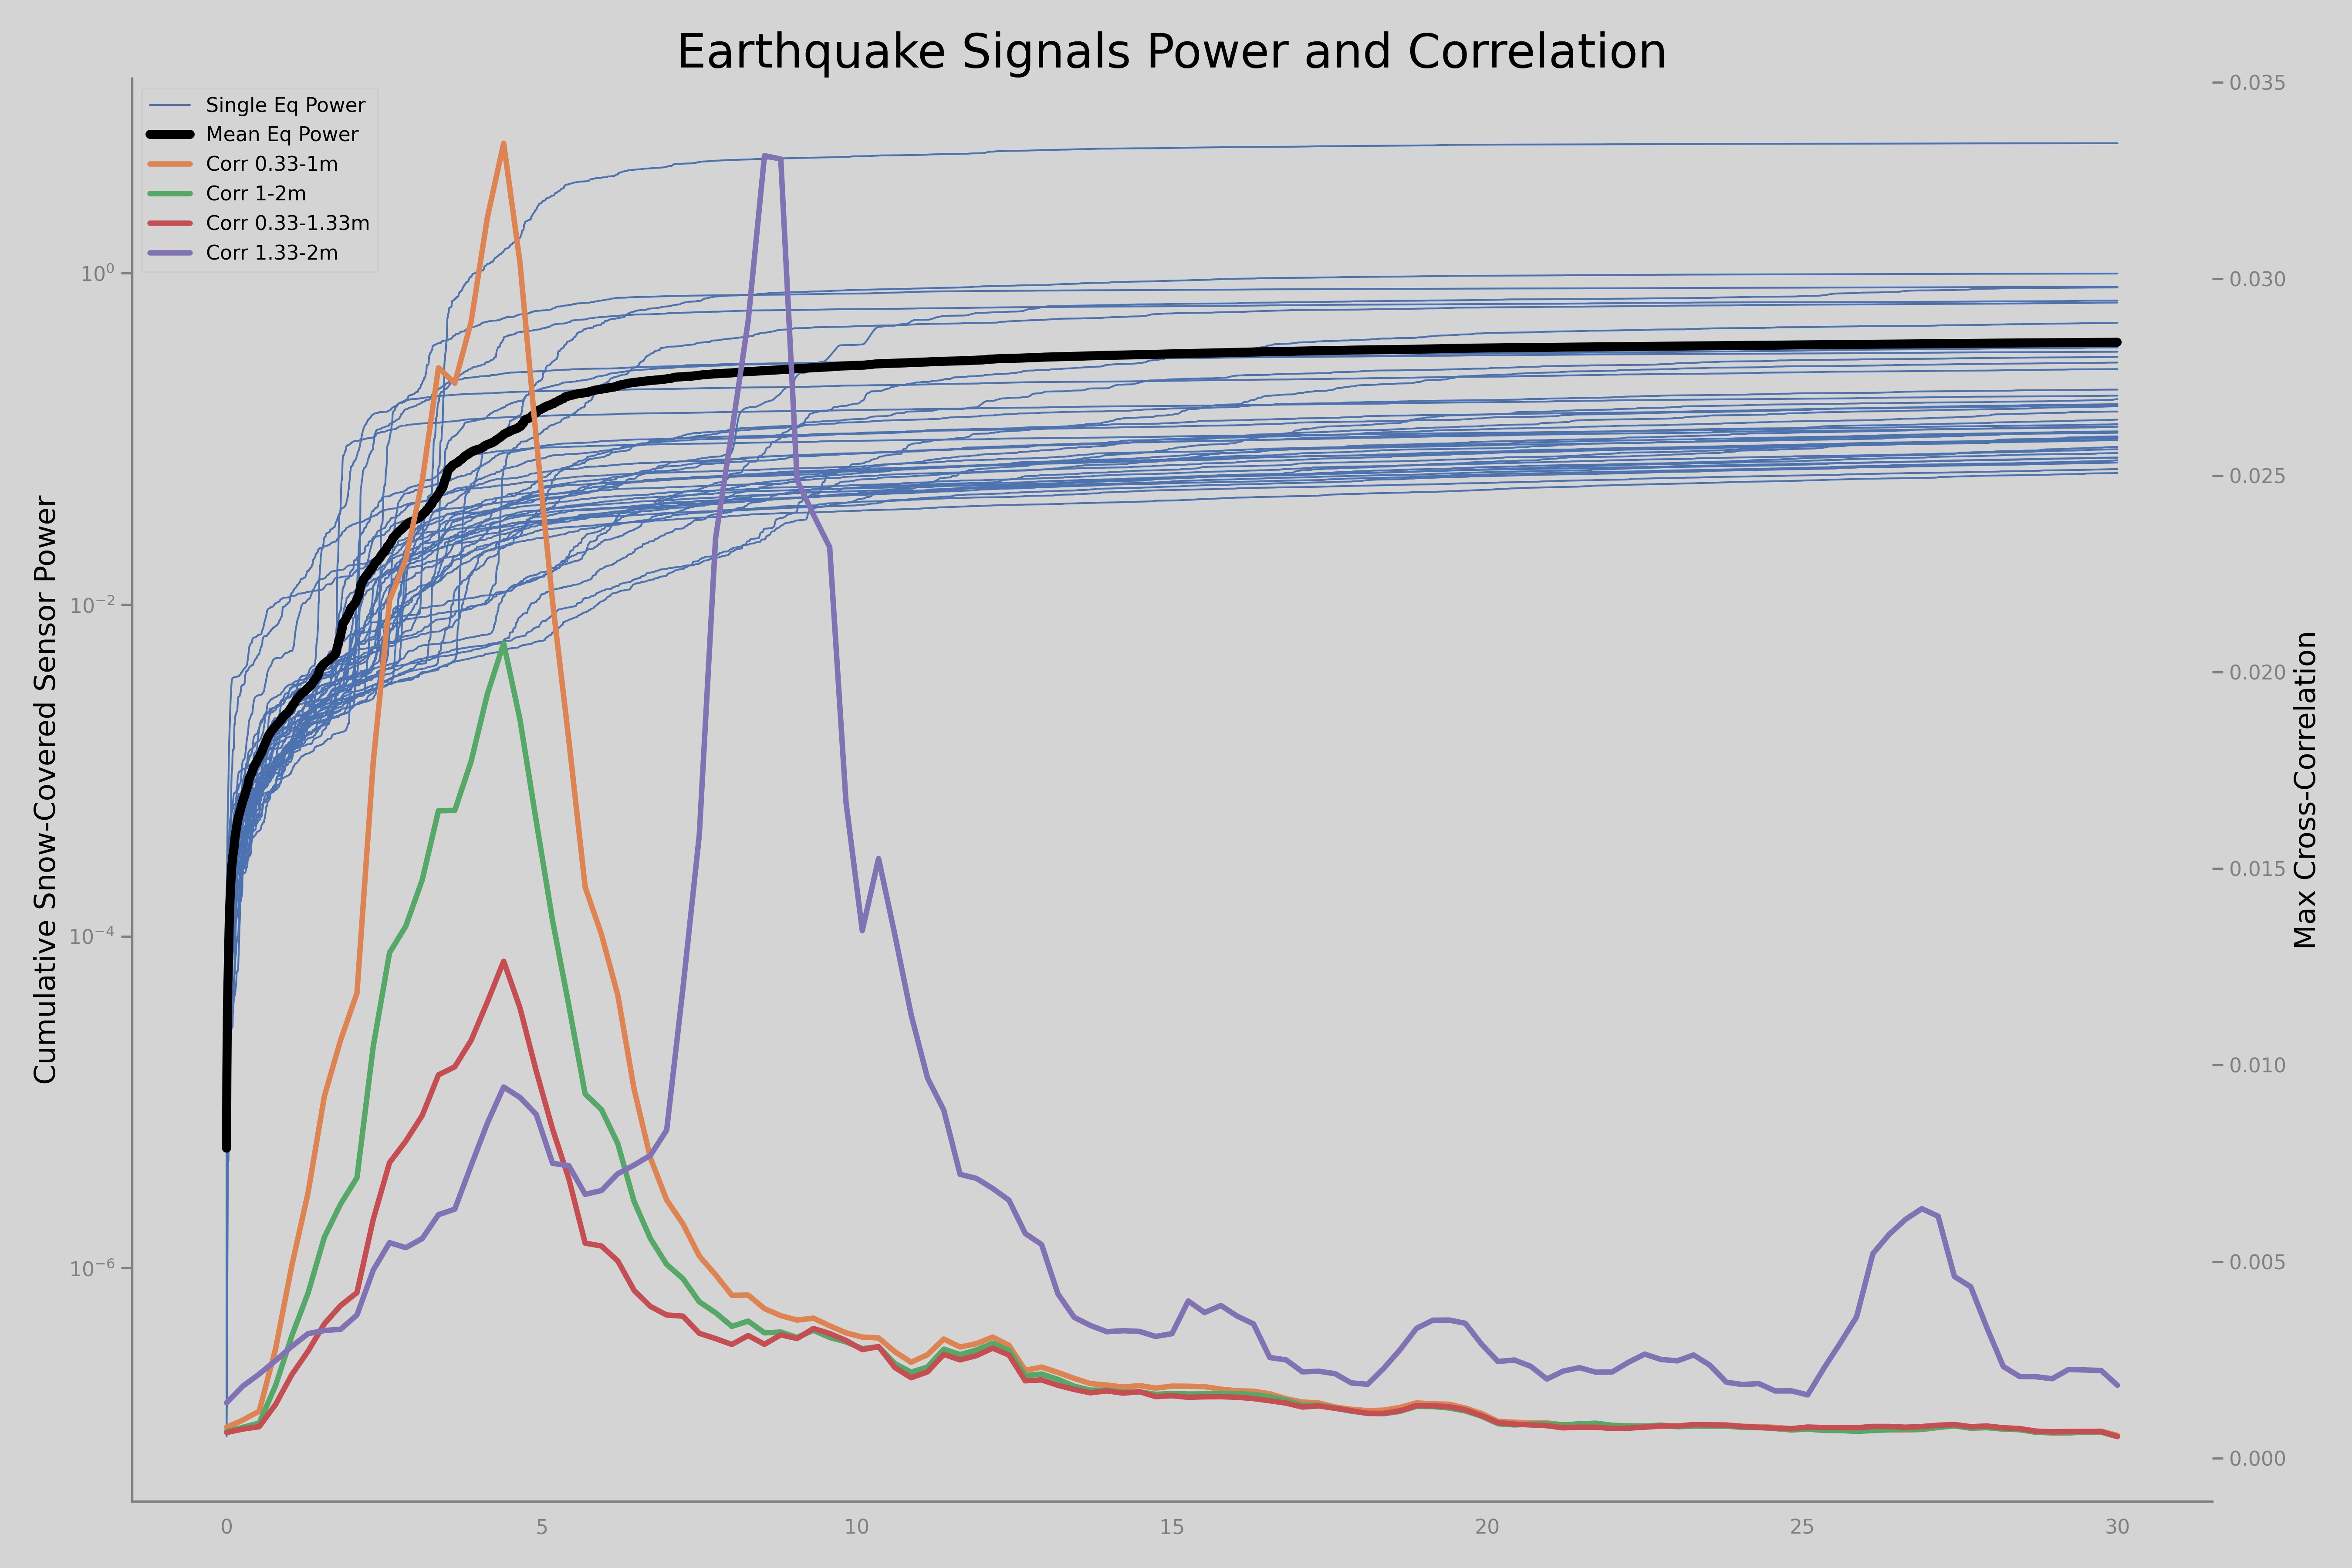 Earthquake Signals Power and Correlation
Single Eq Power
Mean Eq Power
Corr 0.33-1m
Corr 1-2m
Corr 0.33-1.33m
Corr 1.33-2m
Cumulative Snow-Covered Sensor Power
10⁰
10⁻²
10⁻⁴
10⁻⁶
0.035
0.030
0.025
0.020
0.015
0.010
0.005
0.000
Max Cross-Correlation
0 5 10 15 20 25 30